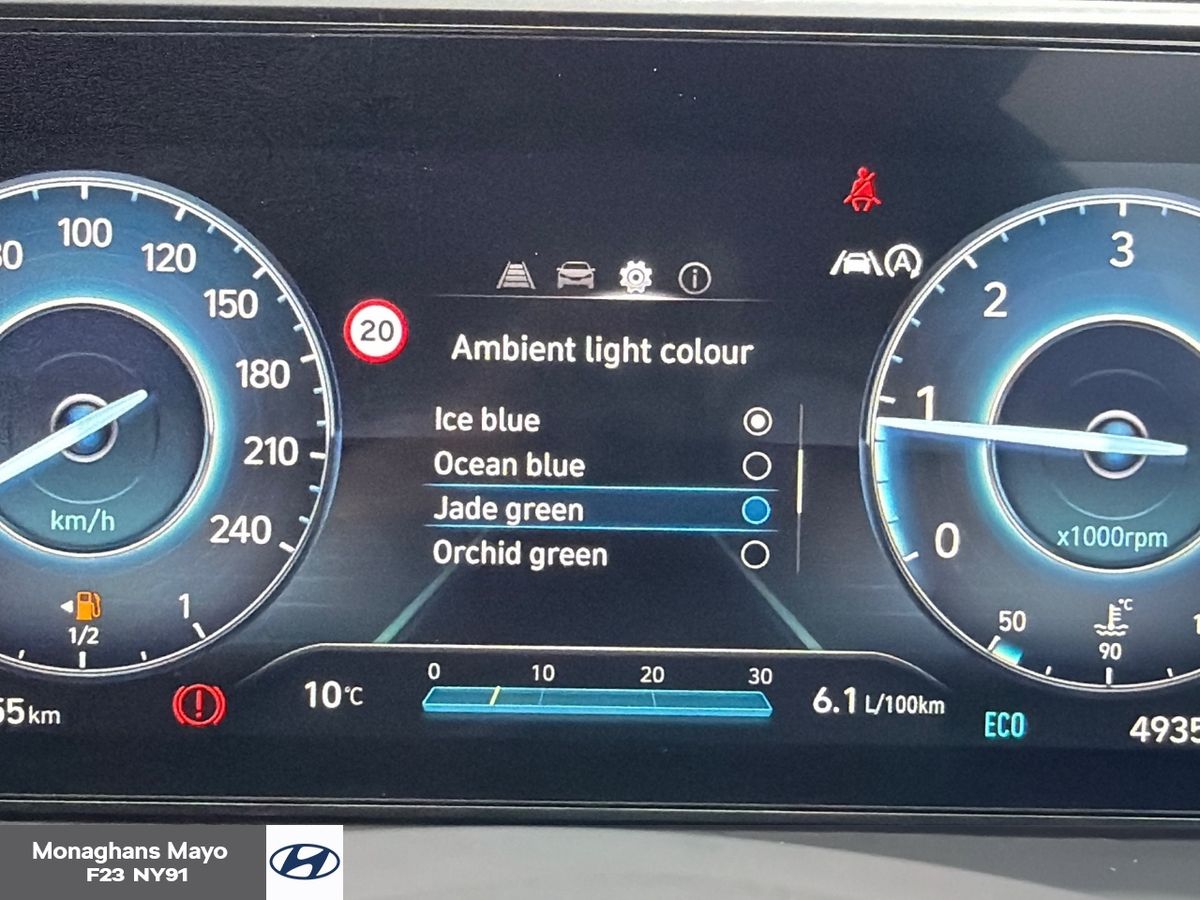 100
120
150
180
210
240
km/h
1/2
1
20
Ambient light colour
Ice blue
Ocean blue
Jade green
Orchid green
A
3
2
1
0
x1000rpm
50
°C
90
10°C
0 10 20 30
6.1 L/100km
ECO
km
Monaghans Mayo
F23 NY91